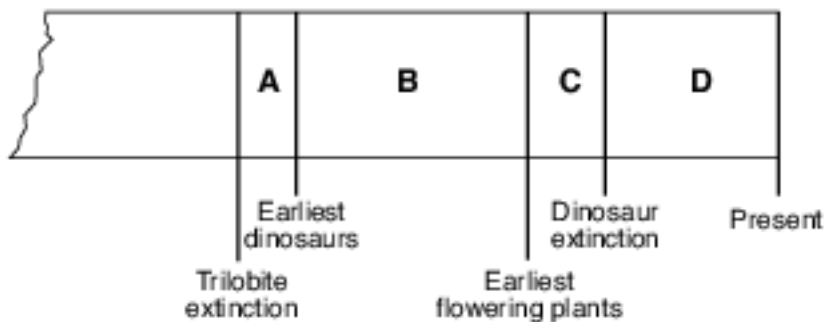 A
B
C
D
Earliest
dinosaurs
Dinosaur
extinction
Present
Trilobite
extinction
Earliest
flowering plants